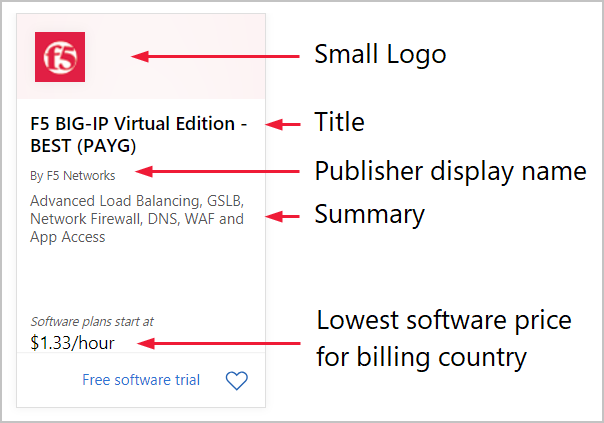 f5
Small Logo
F5 BIG-IP Virtual Edition -
BEST (PAYG)
Title
By F5 Networks
Publisher display name
Advanced Load Balancing, GSLB,
Network Firewall, DNS, WAF and
App Access
Summary
Software plans start at
$1.33/hour
Lowest software price
for billing country
Free software trial